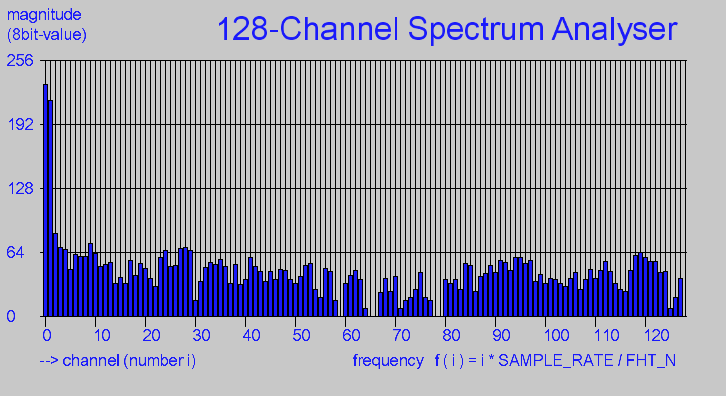 magnitude
(8bit-value)
128-Channel Spectrum Analyser
256
192
128
64
0
0 10 20 30 40 50 60 70 80 90 100 110 120
--> channel (number i) frequency f ( i ) = i * SAMPLE_RATE / FHT_N